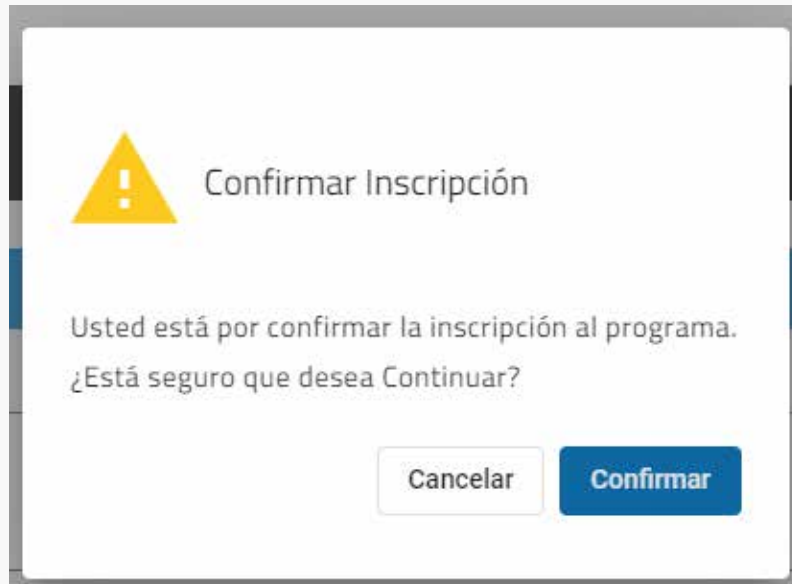 Confirmar Inscripción
Usted está por confirmar la inscripción al programa.
¿Está seguro que desea Continuar?
Cancelar Confirmar